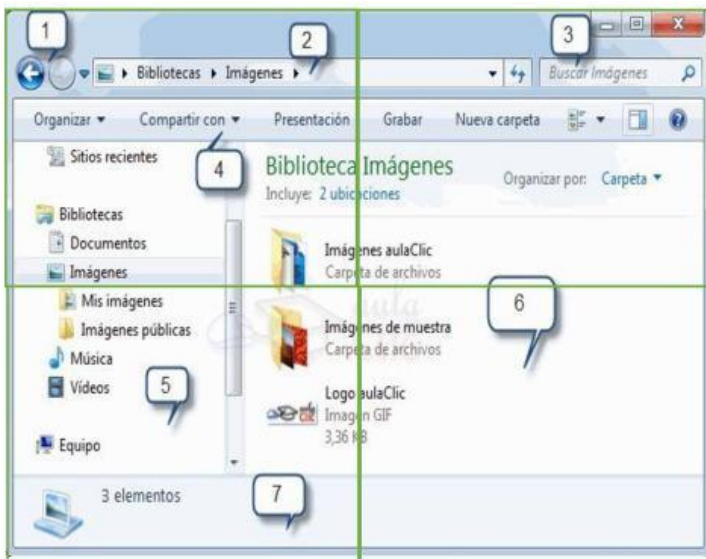 1
2
3
Bibliotecas Imágenes
Buscar Imágenes
Organizar Compartir con Presentación Grabar Nueva carpeta
4
Sitios recientes
Bibliotecas
Documentos
Imágenes
Mis imágenes
Imágenes públicas
Música
Vídeos
Equipo
5
Biblioteca Imágenes
Incluye: 2 ubicaciones
Organizar por: Carpeta
Imágenes aulaClic
Carpeta de archivos
Imágenes de muestra
Carpeta de archivos
Logo aulaClic
Imagen GIF
3,36 KB
6
aula
3 elementos
7